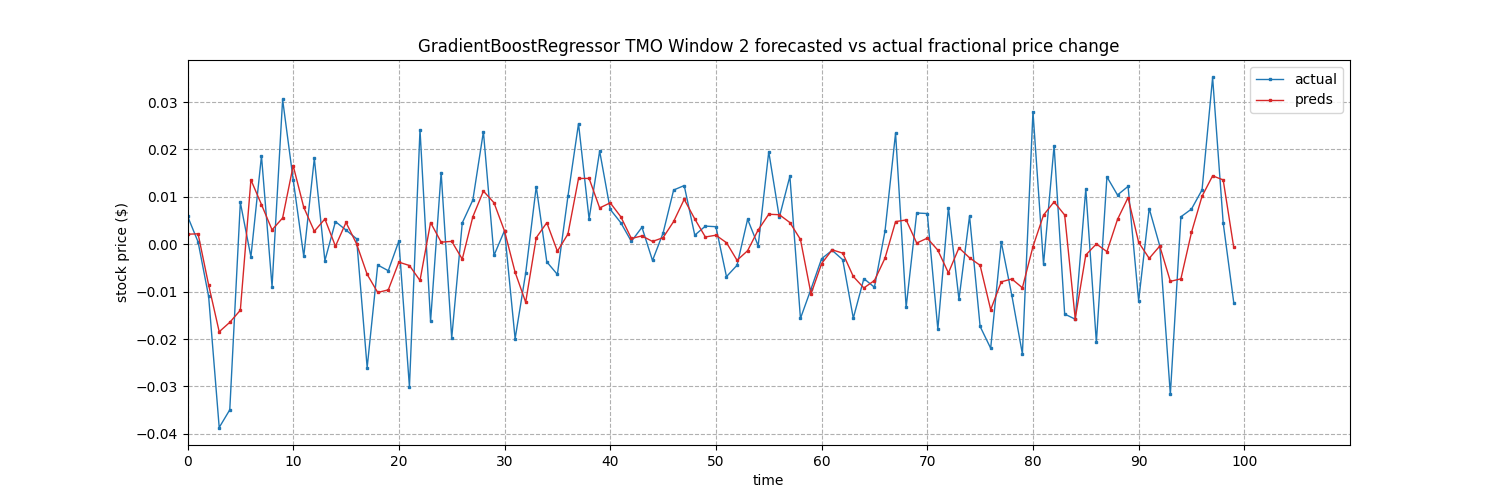 GradientBoostRegressor TMO Window 2 forecasted vs actual fractional price change
actual
preds
stock price ($)
0.03
0.02
0.01
0.00
−0.01
−0.02
−0.03
−0.04
0 10 20 30 40 50 60 70 80 90 100
time